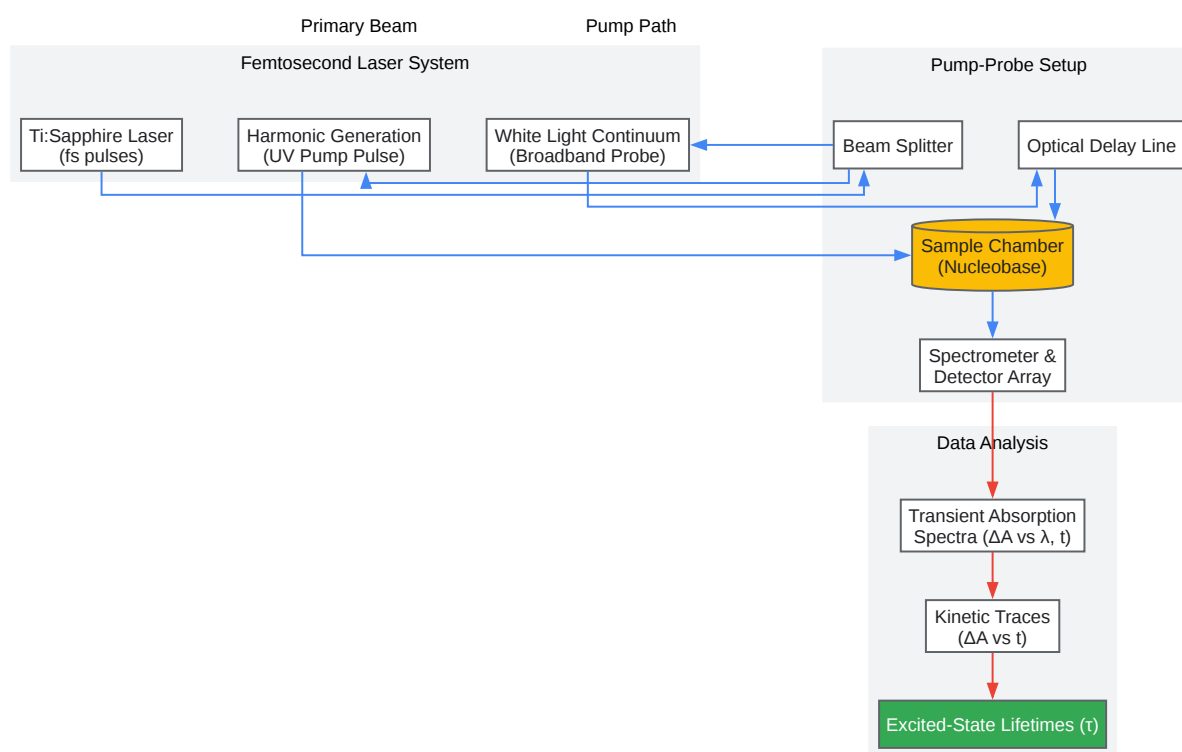 Primary Beam
Pump Path
Femtosecond Laser System
Pump-Probe Setup
Ti:Sapphire Laser
(fs pulses)
Harmonic Generation
(UV Pump Pulse)
White Light Continuum
(Broadband Probe)
Beam Splitter
Optical Delay Line
Sample Chamber
(Nucleobase)
Spectrometer &
Detector Array
Data Analysis
Transient Absorption
Spectra (ΔA vs λ, t)
Kinetic Traces
(ΔA vs t)
Excited-State Lifetimes (τ)